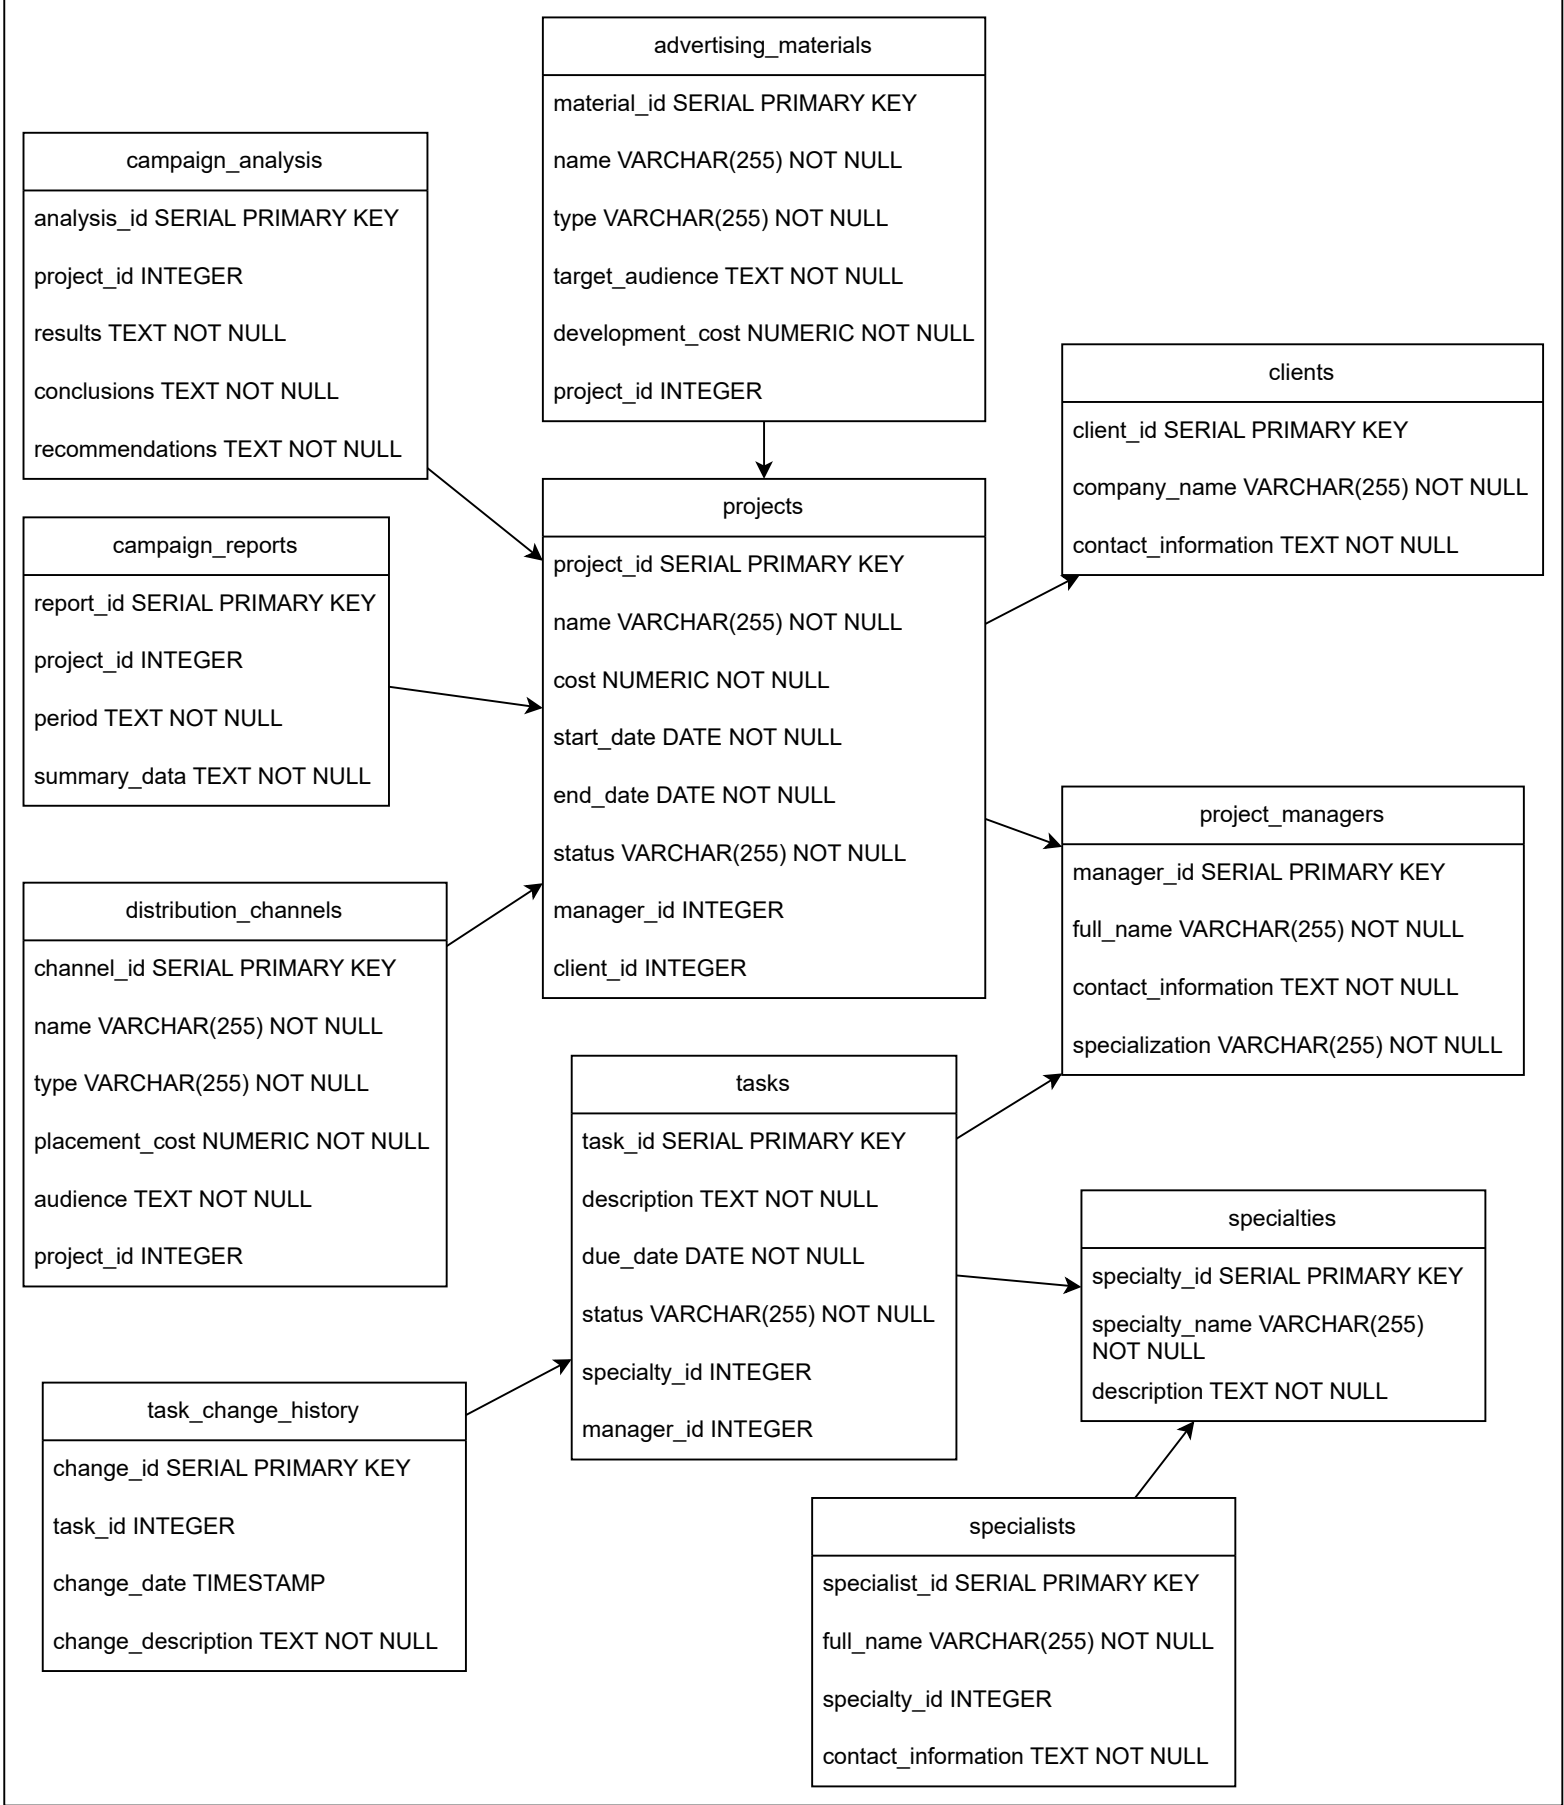 advertising_materials
material_id SERIAL PRIMARY KEY
name VARCHAR(255) NOT NULL
type VARCHAR(255) NOT NULL
target_audience TEXT NOT NULL
development_cost NUMERIC NOT NULL
project_id INTEGER
campaign_analysis
analysis_id SERIAL PRIMARY KEY
project_id INTEGER
results TEXT NOT NULL
conclusions TEXT NOT NULL
recommendations TEXT NOT NULL
clients
client_id SERIAL PRIMARY KEY
company_name VARCHAR(255) NOT NULL
contact_information TEXT NOT NULL
projects
project_id SERIAL PRIMARY KEY
name VARCHAR(255) NOT NULL
cost NUMERIC NOT NULL
start_date DATE NOT NULL
end_date DATE NOT NULL
status VARCHAR(255) NOT NULL
manager_id INTEGER
client_id INTEGER
campaign_reports
report_id SERIAL PRIMARY KEY
project_id INTEGER
period TEXT NOT NULL
summary_data TEXT NOT NULL
project_managers
manager_id SERIAL PRIMARY KEY
full_name VARCHAR(255) NOT NULL
contact_information TEXT NOT NULL
specialization VARCHAR(255) NOT NULL
distribution_channels
channel_id SERIAL PRIMARY KEY
name VARCHAR(255) NOT NULL
type VARCHAR(255) NOT NULL
placement_cost NUMERIC NOT NULL
audience TEXT NOT NULL
project_id INTEGER
tasks
task_id SERIAL PRIMARY KEY
description TEXT NOT NULL
due_date DATE NOT NULL
status VARCHAR(255) NOT NULL
specialty_id INTEGER
manager_id INTEGER
specialties
specialty_id SERIAL PRIMARY KEY
specialty_name VARCHAR(255)
NOT NULL
description TEXT NOT NULL
task_change_history
change_id SERIAL PRIMARY KEY
task_id INTEGER
change_date TIMESTAMP
change_description TEXT NOT NULL
specialists
specialist_id SERIAL PRIMARY KEY
full_name VARCHAR(255) NOT NULL
specialty_id INTEGER
contact_information TEXT NOT NULL